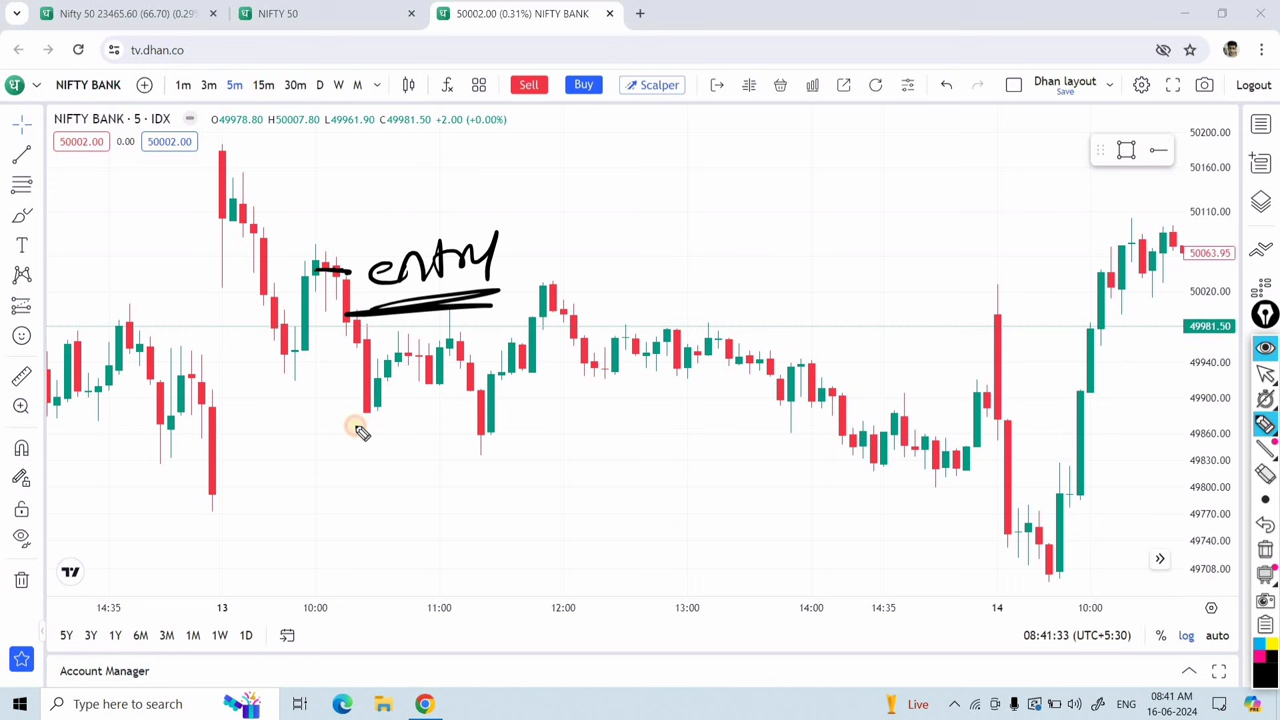 Nifty 50 23465.60 (66.70) (0.29%
NIFTY 50
50002.00 (0.31%) NIFTY BANK
tv.dhan.co
NIFTY BANK 1m 3m 5m 15m 30m D W M Sell Buy Scalper Dhan layout Save Logout
NIFTY BANK · 5 · IDX O49978.80 H50007.80 L49961.90 C49981.50 +2.00 (+0.00%)
50002.00 0.00 50002.00
entry
50200.00
50160.00
50110.00
50063.95
50020.00
49981.50
49940.00
49900.00
49860.00
49830.00
49800.00
49770.00
49740.00
49708.00
14:35 13 10:00 11:00 12:00 13:00 14:00 14:35 14 10:00
5Y 3Y 1Y 6M 3M 1M 1W 1D 08:41:33 (UTC+5:30) % log auto
Account Manager
Type here to search Live ENG 08:41 AM
16-06-2024